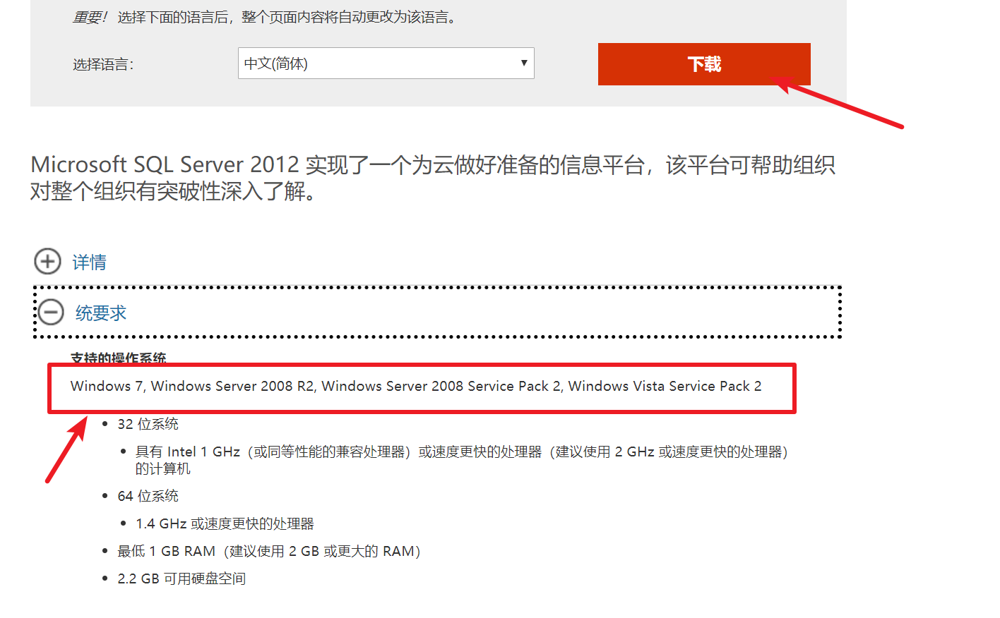 重要！ 选择下面的语言后，整个页面内容将自动更改为该语言。
选择语言：
中文(简体)
下载
Microsoft SQL Server 2012 实现了一个为云做好准备的信息平台，该平台可帮助组织
对整个组织有突破性深入了解。
详情
统要求
支持的操作系统
Windows 7, Windows Server 2008 R2, Windows Server 2008 Service Pack 2, Windows Vista Service Pack 2
32 位系统
具有 Intel 1 GHz（或同等性能的兼容处理器）或速度更快的处理器（建议使用 2 GHz 或速度更快的处理器）
的计算机
64 位系统
1.4 GHz 或速度更快的处理器
最低 1 GB RAM（建议使用 2 GB 或更大的 RAM）
2.2 GB 可用硬盘空间